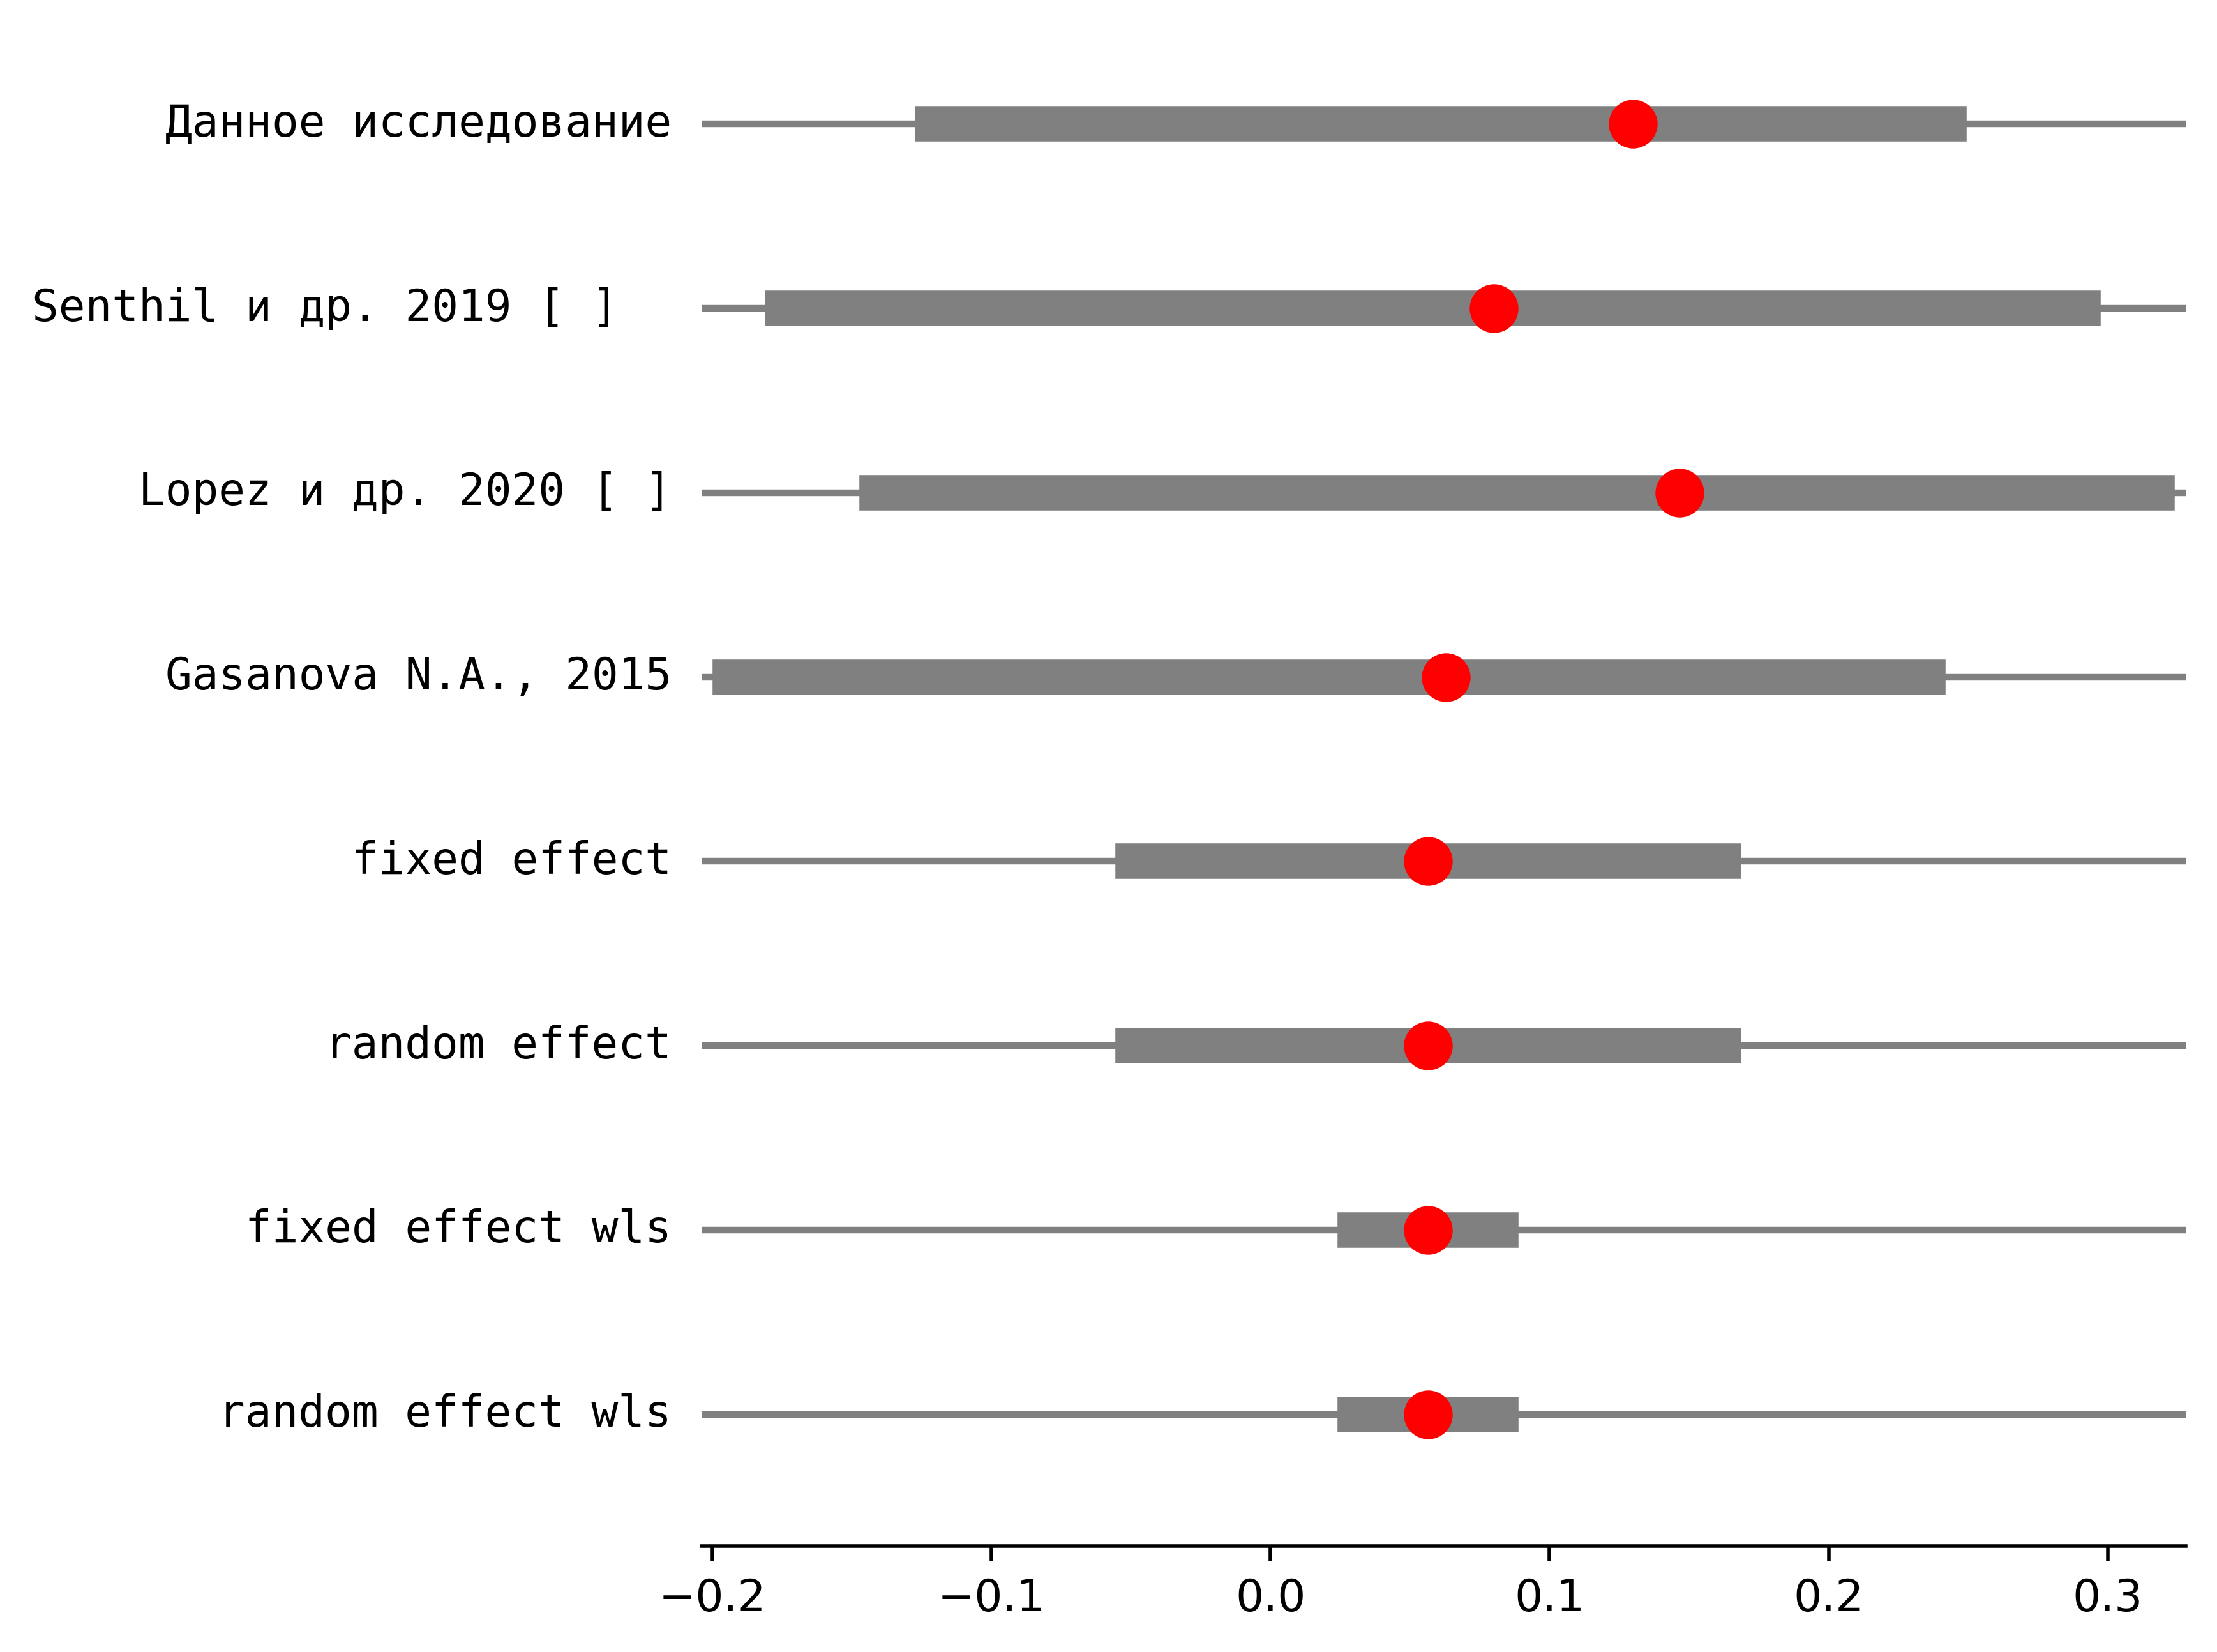 Данное исследование
Senthil и др. 2019 [ ]
Lopez и др. 2020 [ ]
Gasanova N.A., 2015
fixed effect
random effect
fixed effect wls
random effect wls
−0.2 −0.1 0.0 0.1 0.2 0.3